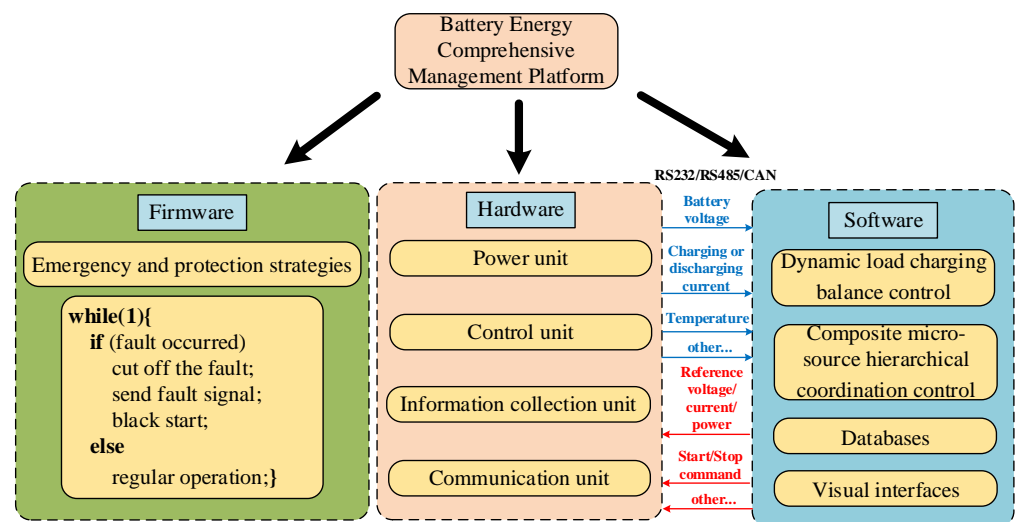 Battery Energy
Comprehensive
Management Platform
Firmware
Emergency and protection strategies
while(1){
if (fault occurred)
cut off the fault;
send fault signal;
black start;
else
regular operation;}
Hardware
Power unit
Control unit
Information collection unit
Communication unit
RS232/RS485/CAN
Battery
voltage
Charging or
discharging
current
Temperature
other...
Reference
voltage/
current/
power
Start/Stop
command
other...
Software
Dynamic load charging
balance control
Composite micro-
source hierarchical
coordination control
Databases
Visual interfaces